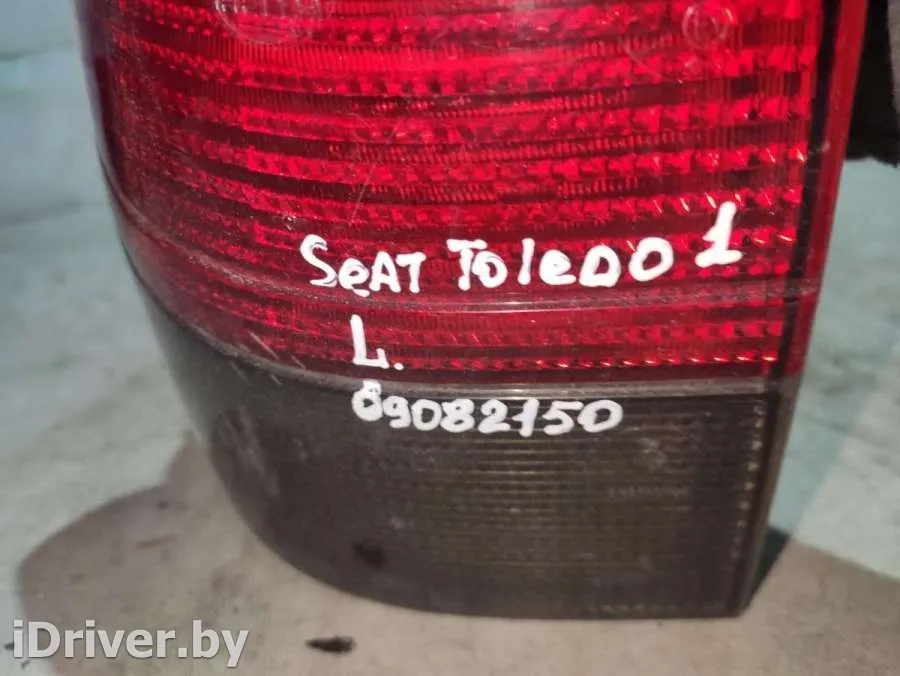 SeAT TOleDO 1
L.
09082150
iDriver.by